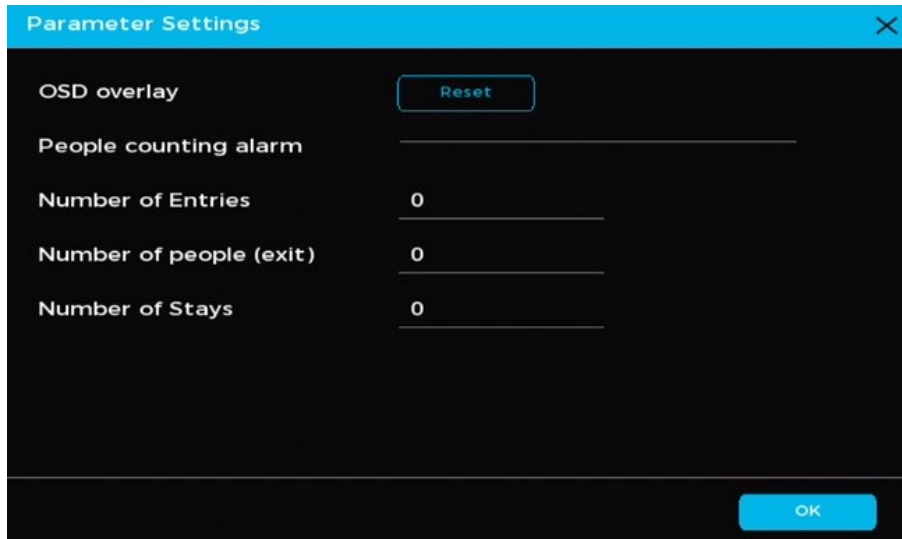 Parameter Settings
OSD overlay Reset
People counting alarm
Number of Entries 0
Number of people (exit) 0
Number of Stays 0
OK